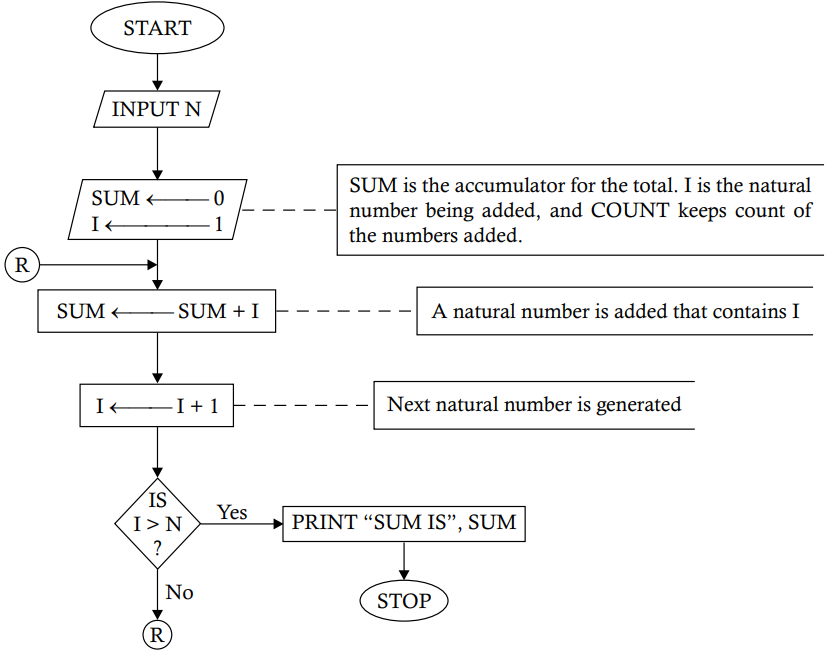 START
INPUT N
SUM ← 0
I ← 1
SUM is the accumulator for the total. I is the natural
number being added, and COUNT keeps count of
the numbers added.
R
SUM ← SUM + I
A natural number is added that contains I
I ← I + 1
Next natural number is generated
IS
I > N
?
Yes
PRINT “SUM IS”, SUM
No
STOP
R